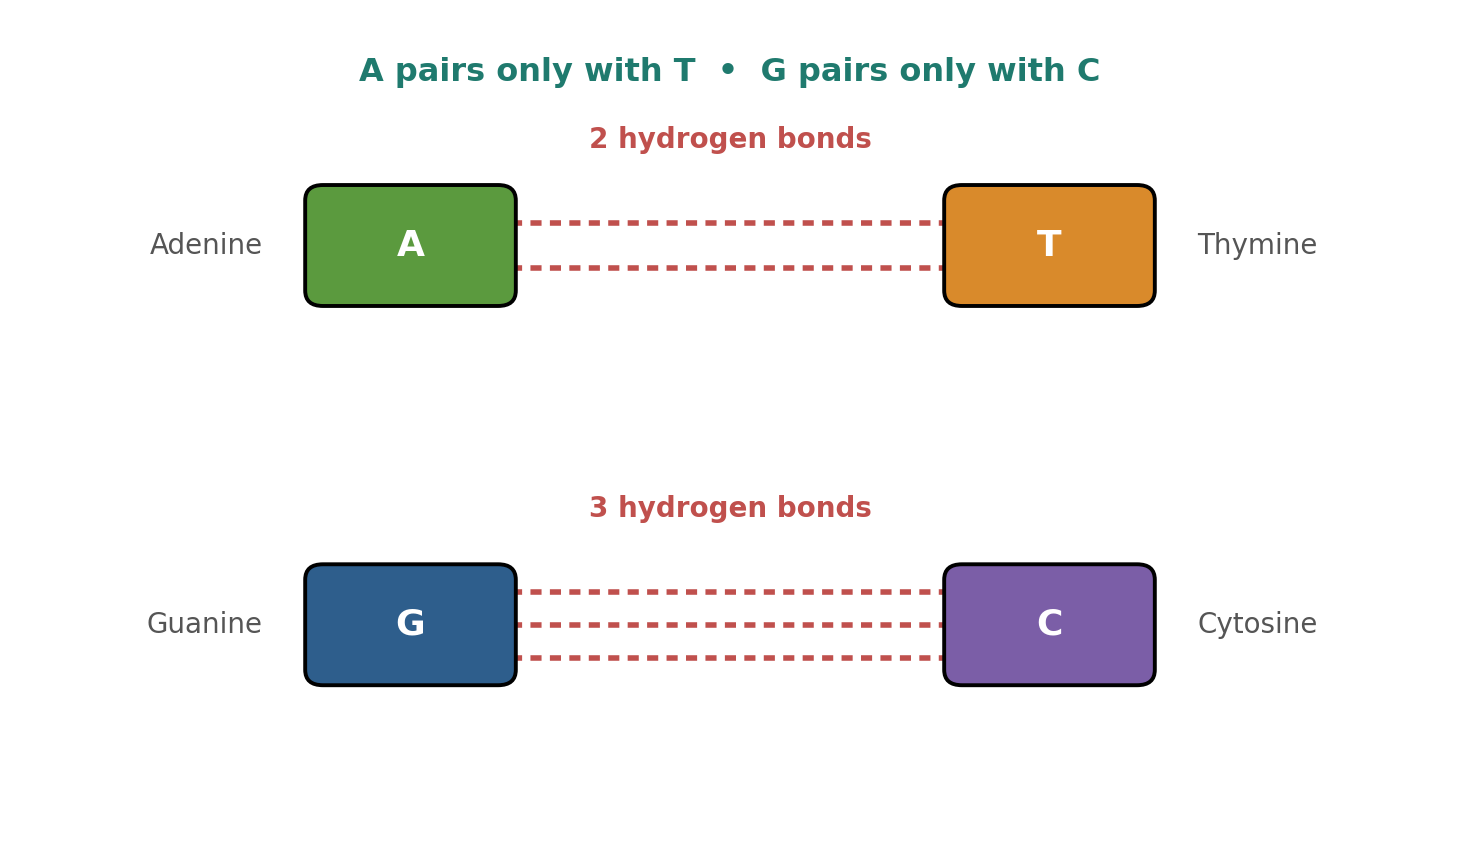 A pairs only with T • G pairs only with C
2 hydrogen bonds
Adenine A T Thymine
3 hydrogen bonds
Guanine G C Cytosine